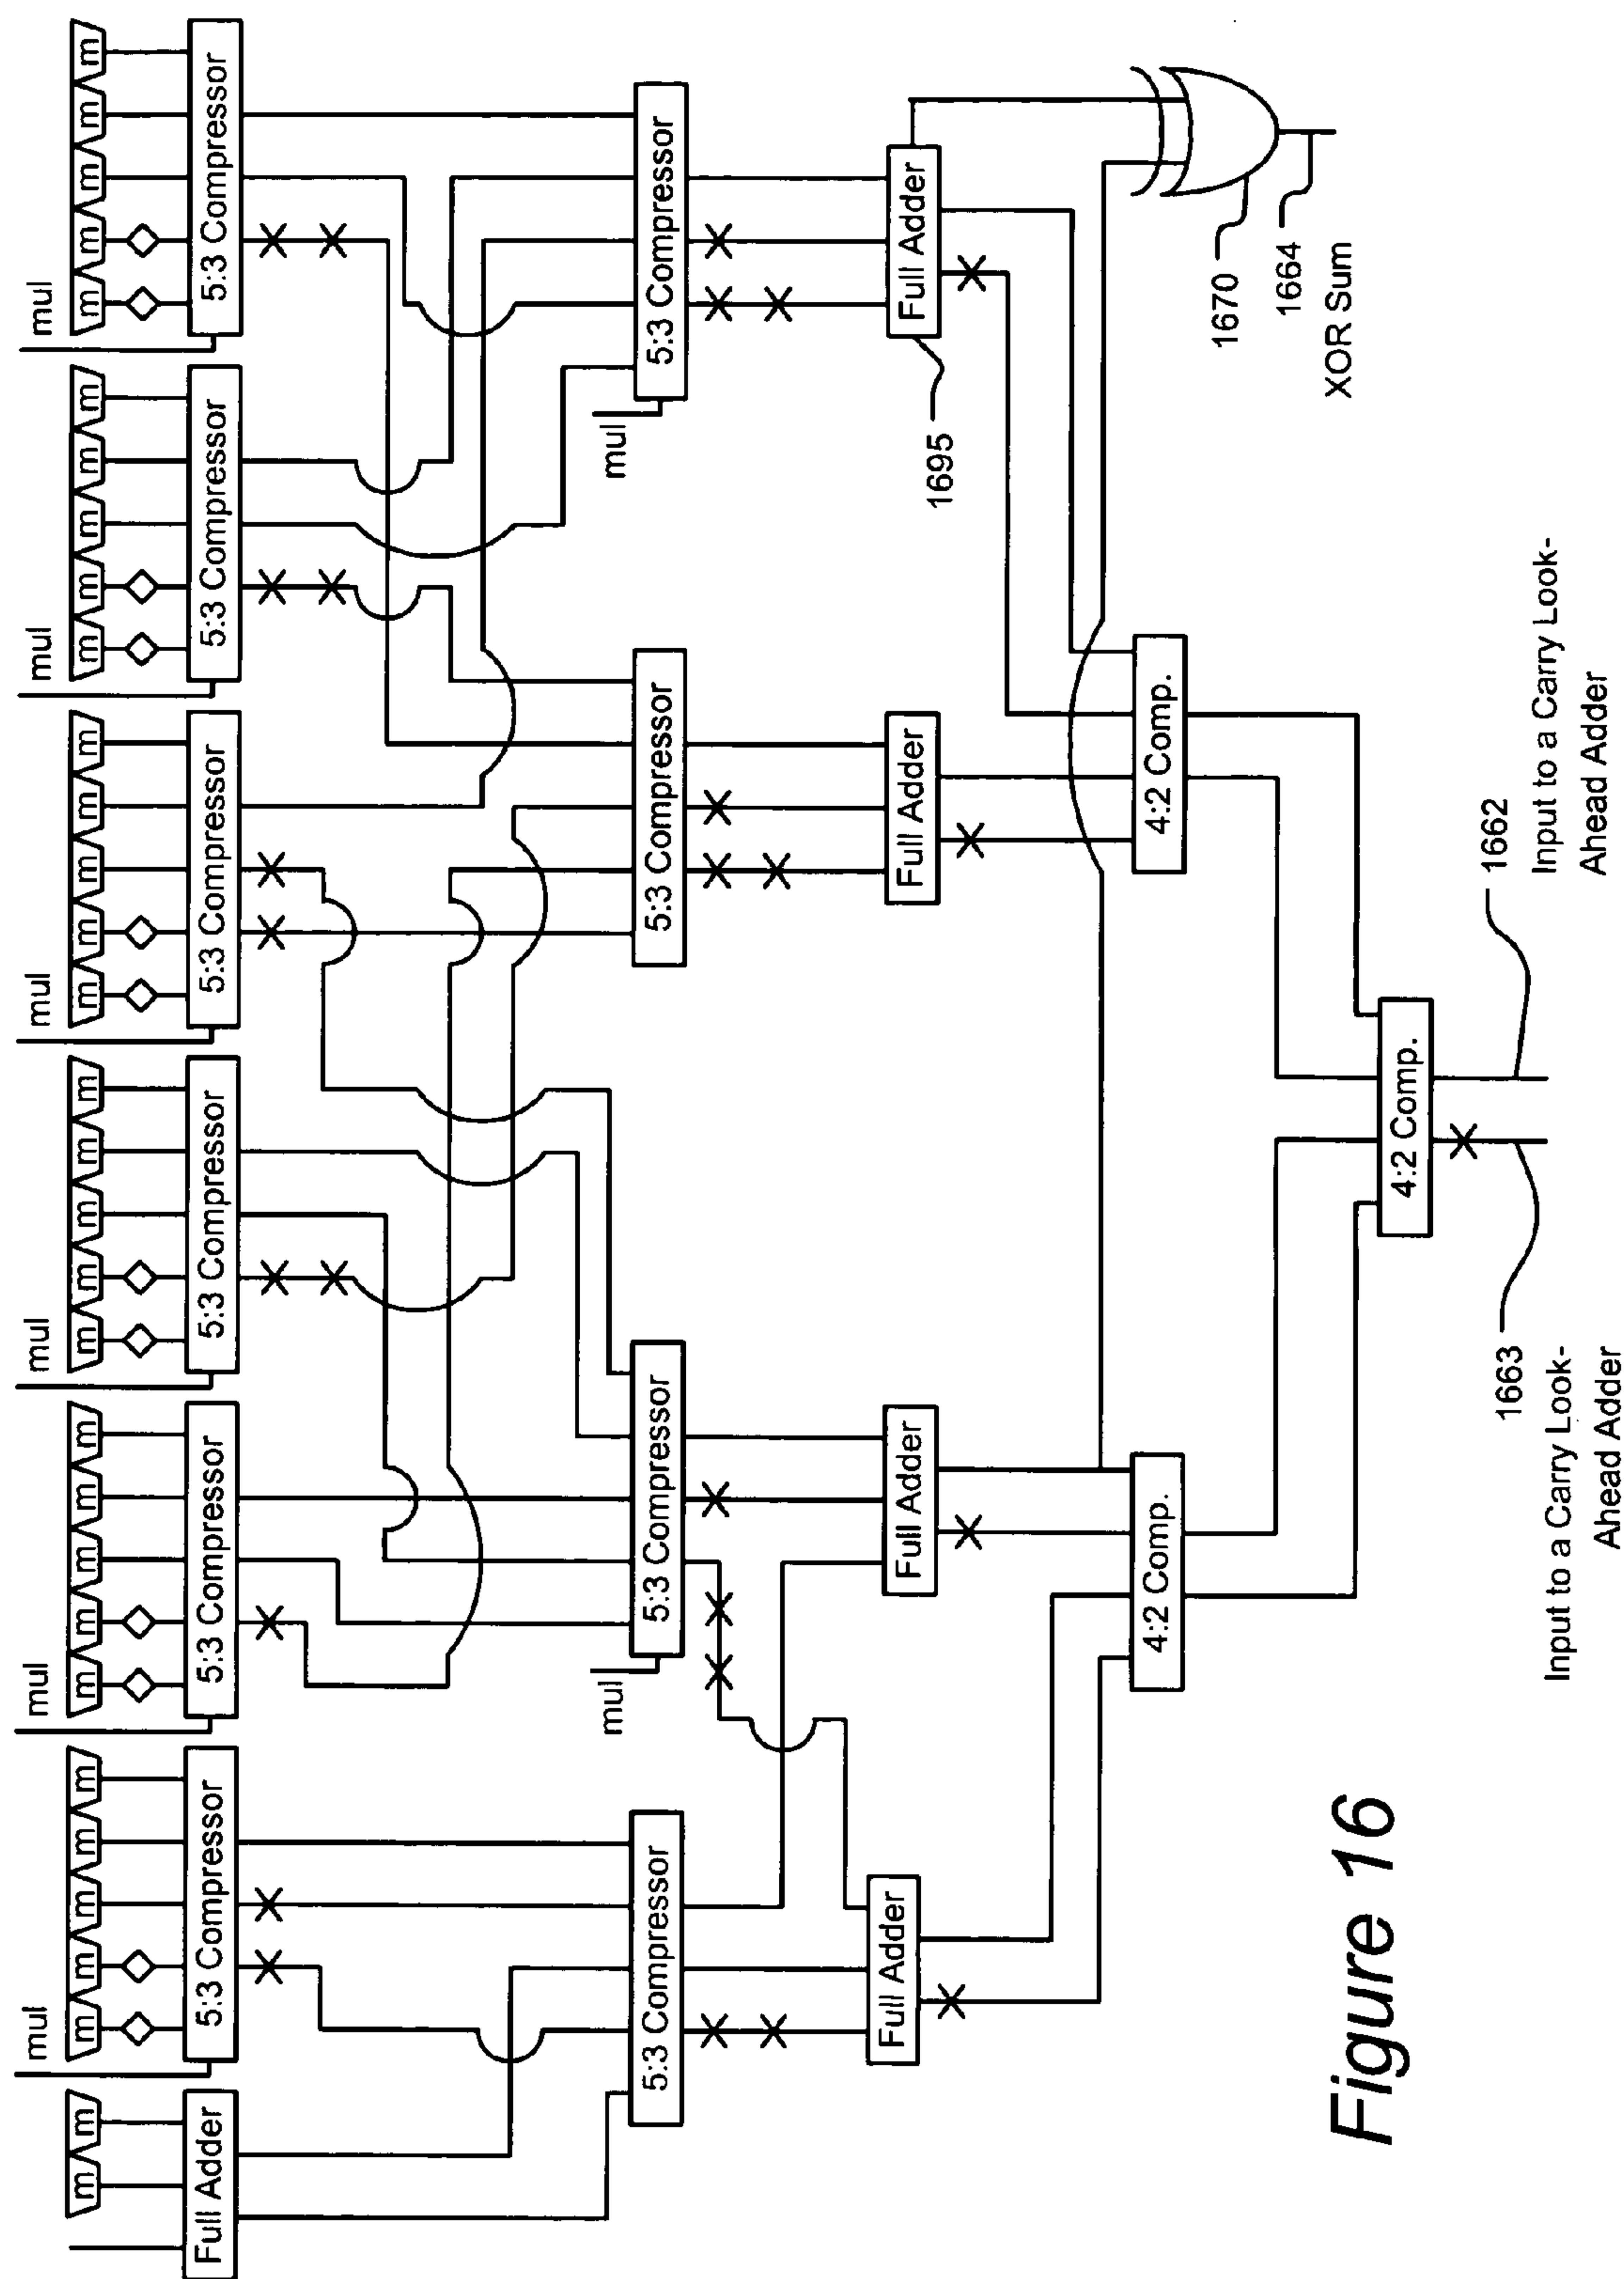 mul
mul
mul
mul
mul
mul
m m
m m m m m
m m m m m
m m m m m
m m m m m
m m m m m
m m m m m
Full Adder
5:3 Compressor
5:3 Compressor
5:3 Compressor
5:3 Compressor
5:3 Compressor
5:3 Compressor
mul
mul
5:3 Compressor
5:3 Compressor
5:3 Compressor
5:3 Compressor
Full Adder
Full Adder
Full Adder
Full Adder
1695
4:2 Comp.
4:2 Comp.
1670
1664
XOR Sum
4:2 Comp.
1663
1662
Input to a Carry Look-
Ahead Adder
Input to a Carry Look-
Ahead Adder
Figure 16